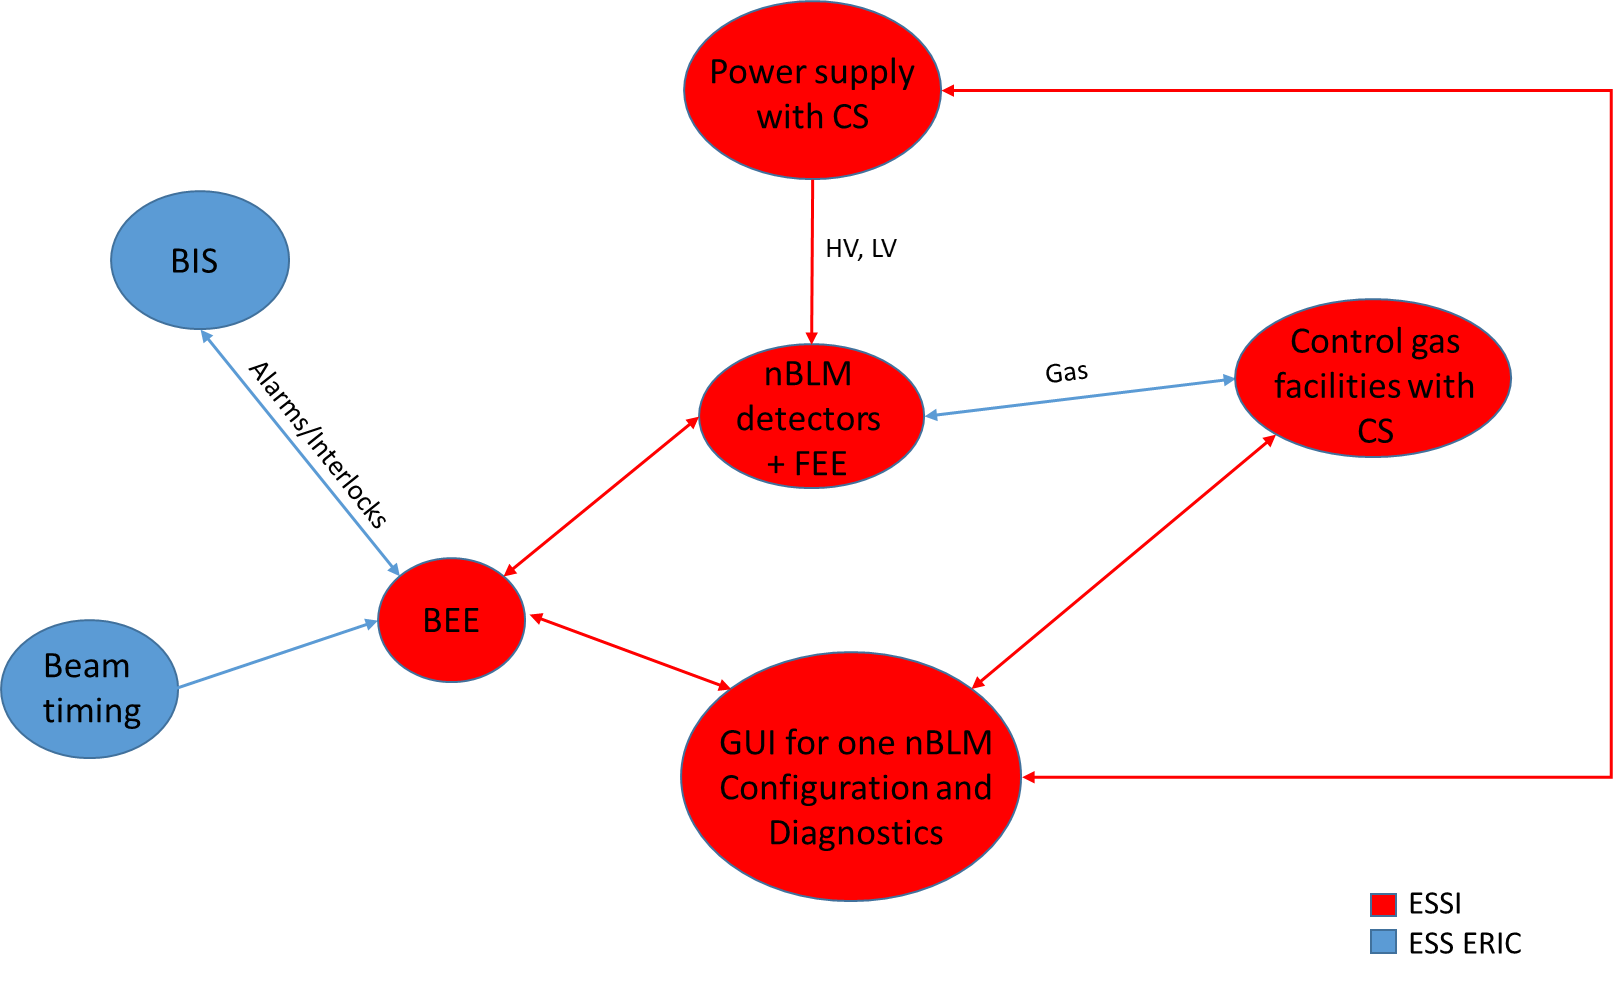 Power supply
with CS
BIS
HV, LV
Alarms/Interlocks
nBLM
detectors
+ FEE
Gas
Control gas
facilities with
CS
BEE
Beam
timing
GUI for one nBLM
Configuration and
Diagnostics
ESSI
ESS ERIC